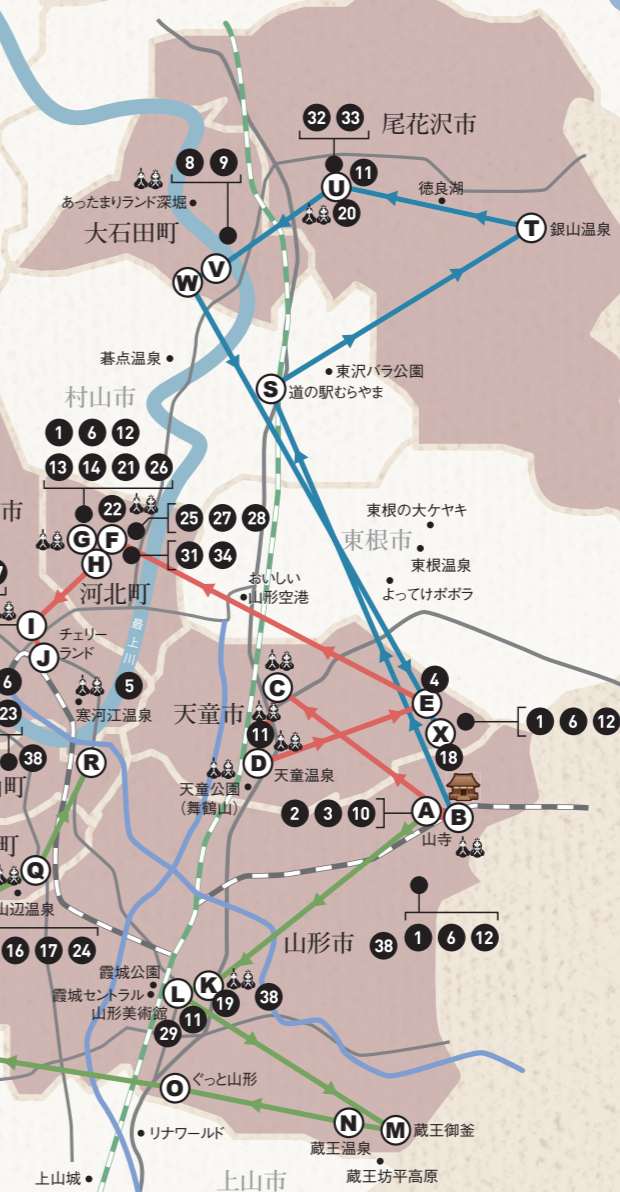 32 33
尾花沢市
8 9
U 11
徳良湖
あったまりランド深堀
20
大石田町
T 銀山温泉
V
W
碁点温泉
東沢バラ公園
S 道の駅むらやま
村山市
1 6 12
13 14 21 26
市
22
25 27 28
東根の大ケヤキ
G F
東根市
31 34
東根温泉
H
河北町
おいしい
山形空港
よってけポポラ
7
I
チェリー
ランド
最上川
J
4
6
5
C
E
1 6 12
23
寒河江温泉
天童市
X
11
18
38
R
D 天童温泉
町
天童公園
(舞鶴山)
2 3 10
A B
山寺
町
Q
山辺温泉
1 6 12
38
16 17 24
山形市
霞城公園
霞城セントラル
L K
38
19
山形美術館
11
29
O ぐっと山形
N
M 蔵王御釜
リナワールド
蔵王温泉
蔵王坊平高原
上山城
上山市